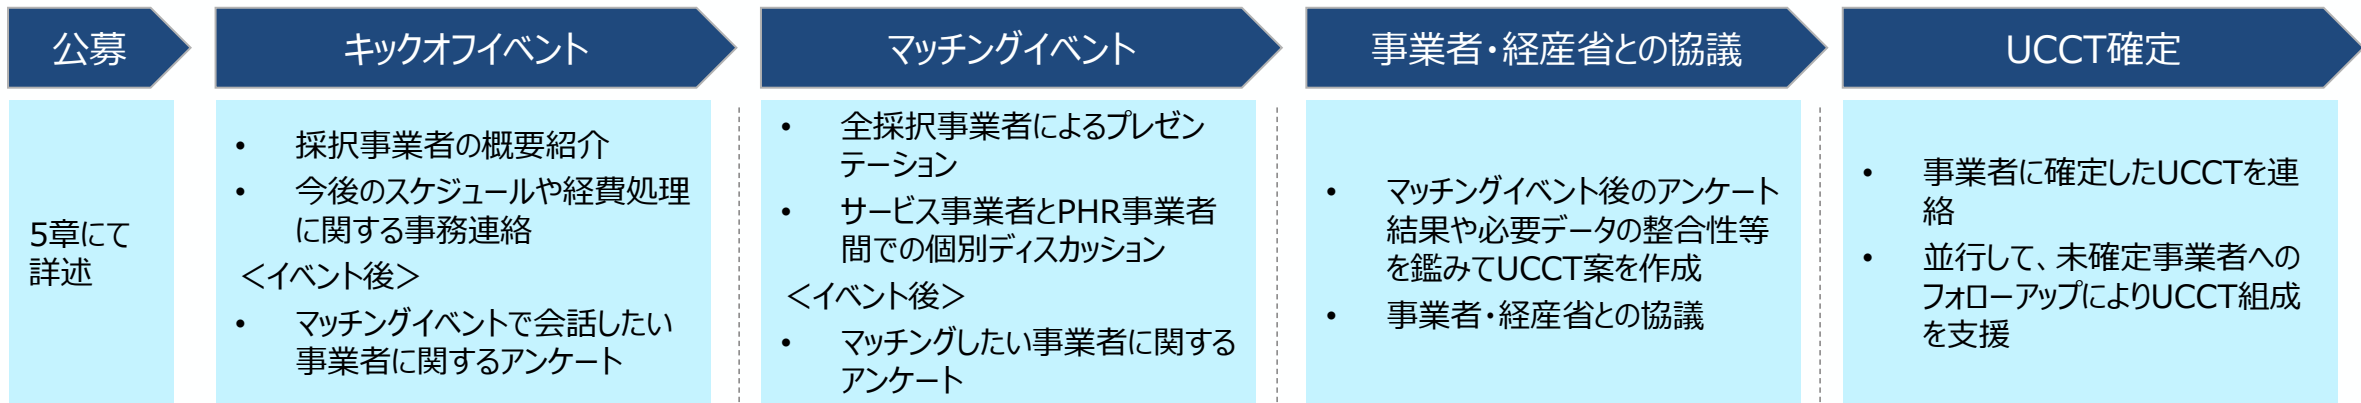 公募
キックオフイベント
マッチングイベント
事業者・経産省との協議
UCCT確定
5章にて
詳述
• 採択事業者の概要紹介
• 今後のスケジュールや経費処理
に関する事務連絡
＜イベント後＞
• マッチングイベントで会話したい
事業者に関するアンケート
• 全採択事業者によるプレゼン
テーション
• サービス事業者とPHR事業者
間での個別ディスカッション
＜イベント後＞
• マッチングしたい事業者に関する
アンケート
• マッチングイベント後のアンケート
結果や必要データの整合性等
を鑑みてUCCT案を作成
• 事業者・経産省との協議
• 事業者に確定したUCCTを連
絡
• 並行して、未確定事業者への
フォローアップによりUCCT組成
を支援